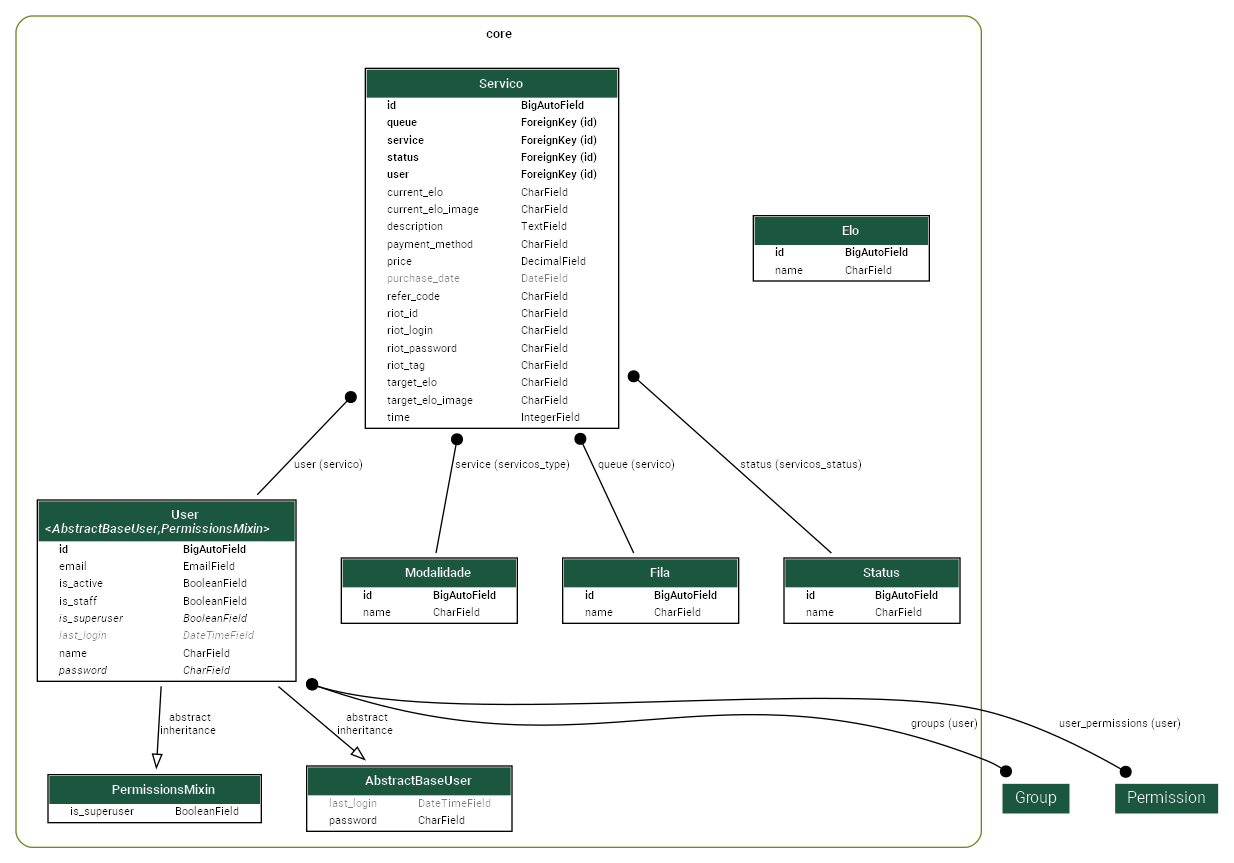 core
Servico
id BigAutoField
queue ForeignKey (id)
service ForeignKey (id)
status ForeignKey (id)
user ForeignKey (id)
current_elo CharField
current_elo_image CharField
description TextField
payment_method CharField
price DecimalField
purchase_date DateField
refer_code CharField
riot_id CharField
riot_login CharField
riot_password CharField
riot_tag CharField
target_elo CharField
target_elo_image CharField
time IntegerField
Elo
id BigAutoField
name CharField
user (servico)
service (servicos_type)
queue (servico)
status (servicos_status)
User
<AbstractBaseUser,PermissionsMixin>
id BigAutoField
email EmailField
is_active BooleanField
is_staff BooleanField
is_superuser BooleanField
last_login DateTimeField
name CharField
password CharField
Modalidade
id BigAutoField
name CharField
Fila
id BigAutoField
name CharField
Status
id BigAutoField
name CharField
abstract
inheritance
abstract
inheritance
groups (user)
user_permissions (user)
PermissionsMixin
is_superuser BooleanField
AbstractBaseUser
last_login DateTimeField
password CharField
Group
Permission